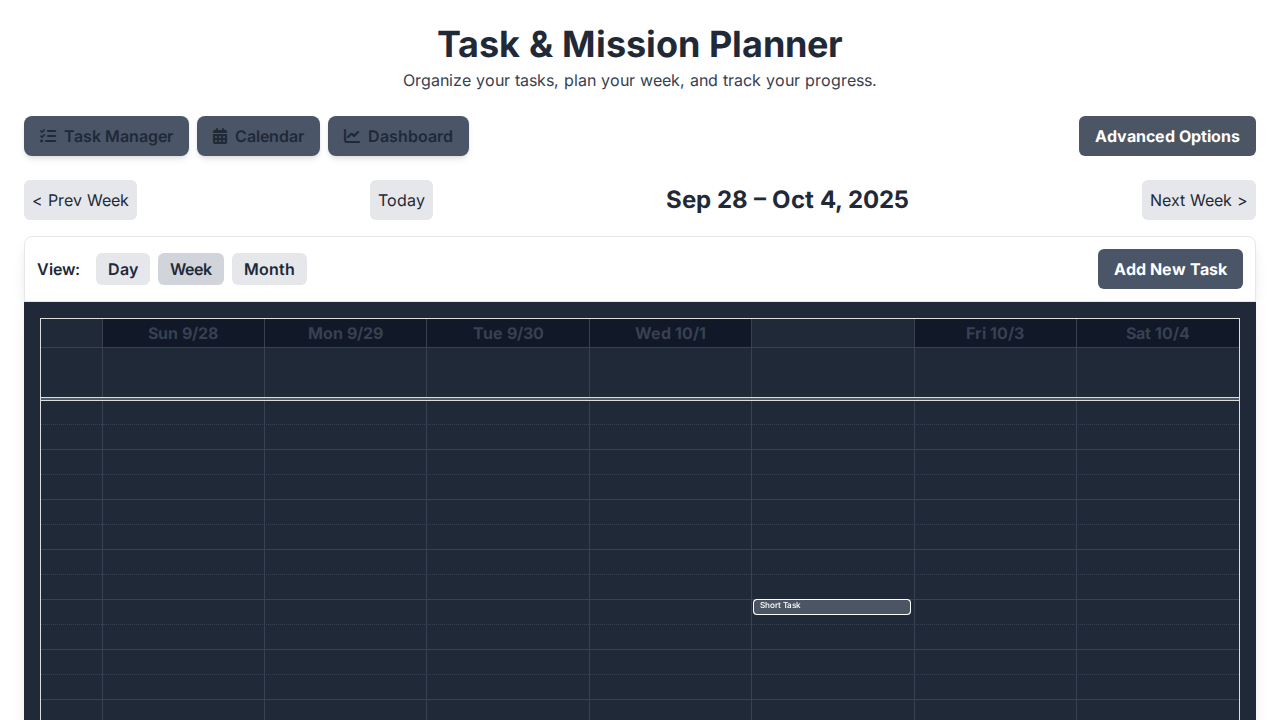 Task & Mission Planner
Organize your tasks, plan your week, and track your progress.
Task Manager Calendar Dashboard Advanced Options
< Prev Week Today Sep 28 – Oct 4, 2025 Next Week >
View: Day Week Month Add New Task
Sun 9/28 Mon 9/29 Tue 9/30 Wed 10/1 Fri 10/3 Sat 10/4
Short Task